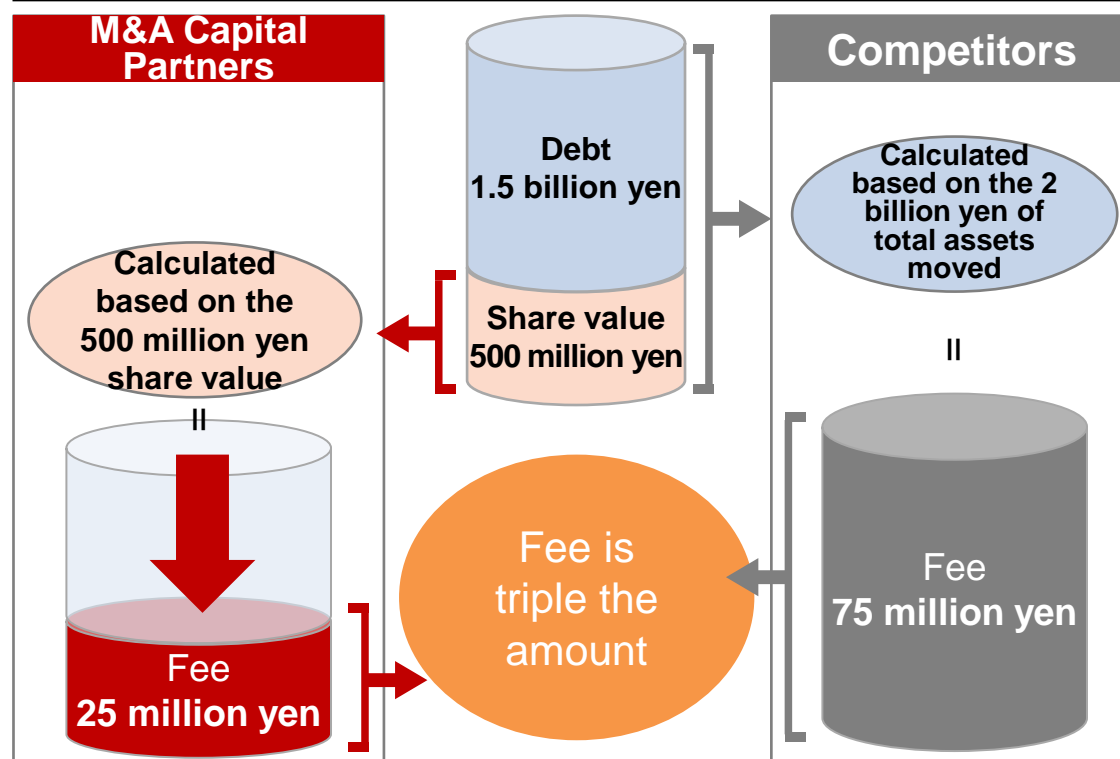 M&A Capital
Partners
Calculated
based on the
500 million yen
share value
=
Fee
25 million yen
Debt
1.5 billion yen
Share value
500 million yen
Fee is
triple the
amount
Competitors
Calculated
based on the 2
billion yen of
total assets
moved
=
Fee
75 million yen